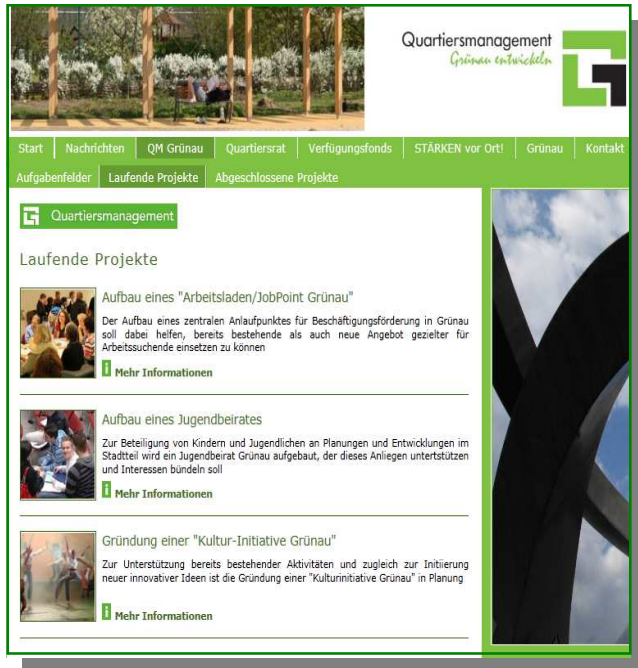 Quartiersmanagement
Grünau entwickeln
Start Nachrichten QM Grünau Quartiersrat Verfügungsfonds STÄRKEN vor Ort! Grünau Kontakt
Aufgabenfelder Laufende Projekte Abgeschlossene Projekte
Quartiersmanagement
Laufende Projekte
Aufbau eines "Arbeitsladen/JobPoint Grünau"
Der Aufbau eines zentralen Anlaufpunktes für Beschäftigungsförderung in Grünau
soll dabei helfen, bereits bestehende als auch neue Angebot gezielter für
Arbeitssuchende einsetzen zu können
Mehr Informationen
Aufbau eines Jugendbeirates
Zur Beteiligung von Kindern und Jugendlichen an Planungen und Entwicklungen im
Stadtteil wird ein Jugendbeirat Grünau aufgebaut, der dieses Anliegen untertstützen
und Interessen bündeln soll
Mehr Informationen
Gründung einer "Kultur-Initiative Grünau"
Zur Unterstützung bereits bestehender Aktivitäten und zugleich zur Initiierung
neuer innovativer Ideen ist die Gründung einer "Kulturinitiative Grünau" in Planung
Mehr Informationen